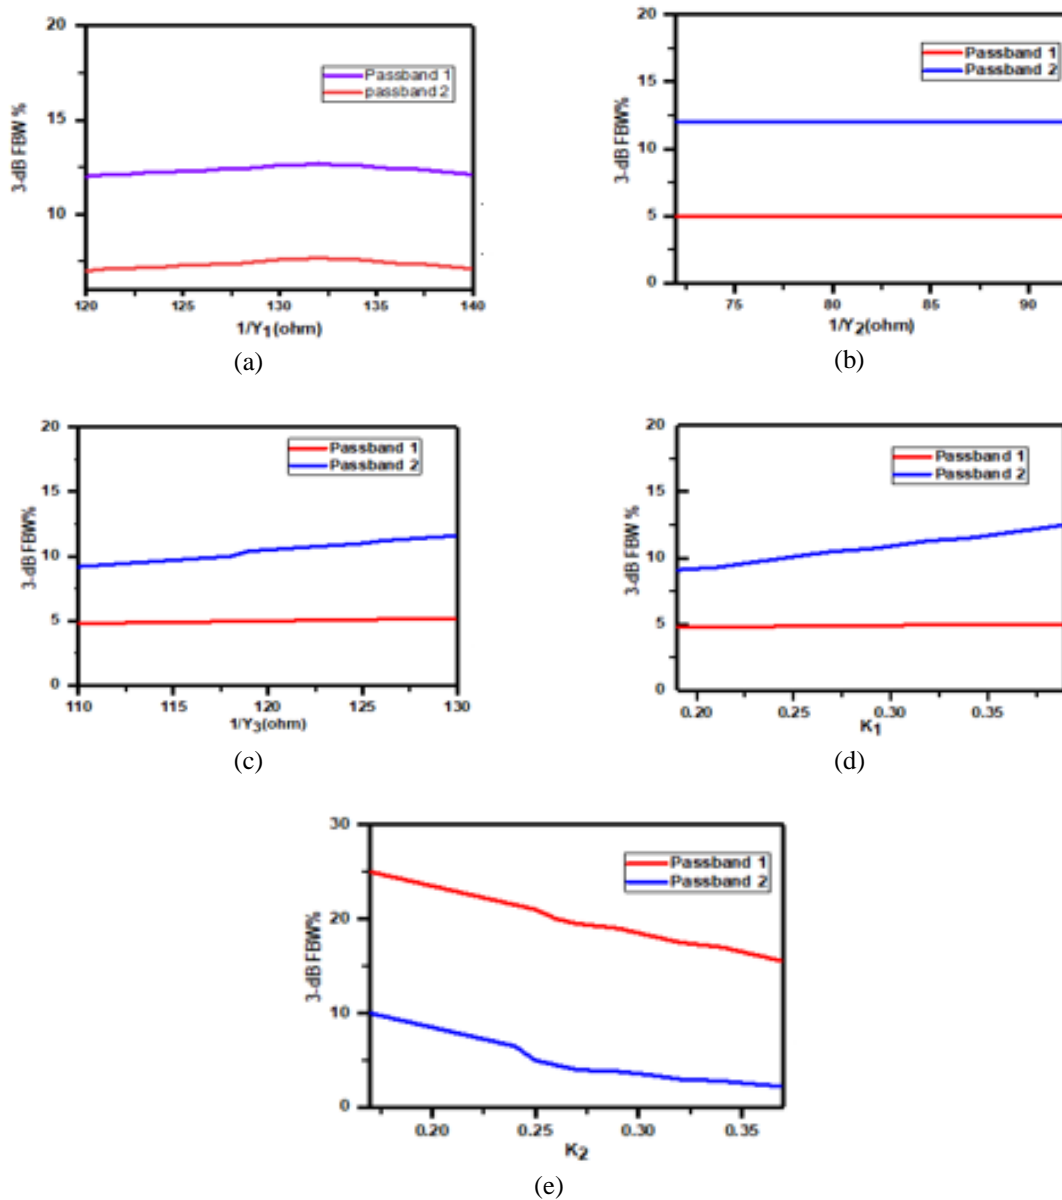 20
15
10
3-dB FBW %
Passband 1
passband 2
120 125 130 135 140
1/Y1(ohm)
(a)
20
15
10
5
0
3-dB FBW%
Passband 1
Passband 2
75 80 85 90
1/Y2(ohm)
(b)
20
15
10
5
0
3-dB FBW%
Passband 1
Passband 2
110 115 120 125 130
1/Y3(ohm)
(c)
20
15
10
5
0
3-dB FBW %
Passband 1
Passband 2
0.20 0.25 0.30 0.35
K1
(d)
30
20
10
0
3-dB FBW%
Passband 1
Passband 2
0.20 0.25 0.30 0.35
K2
(e)